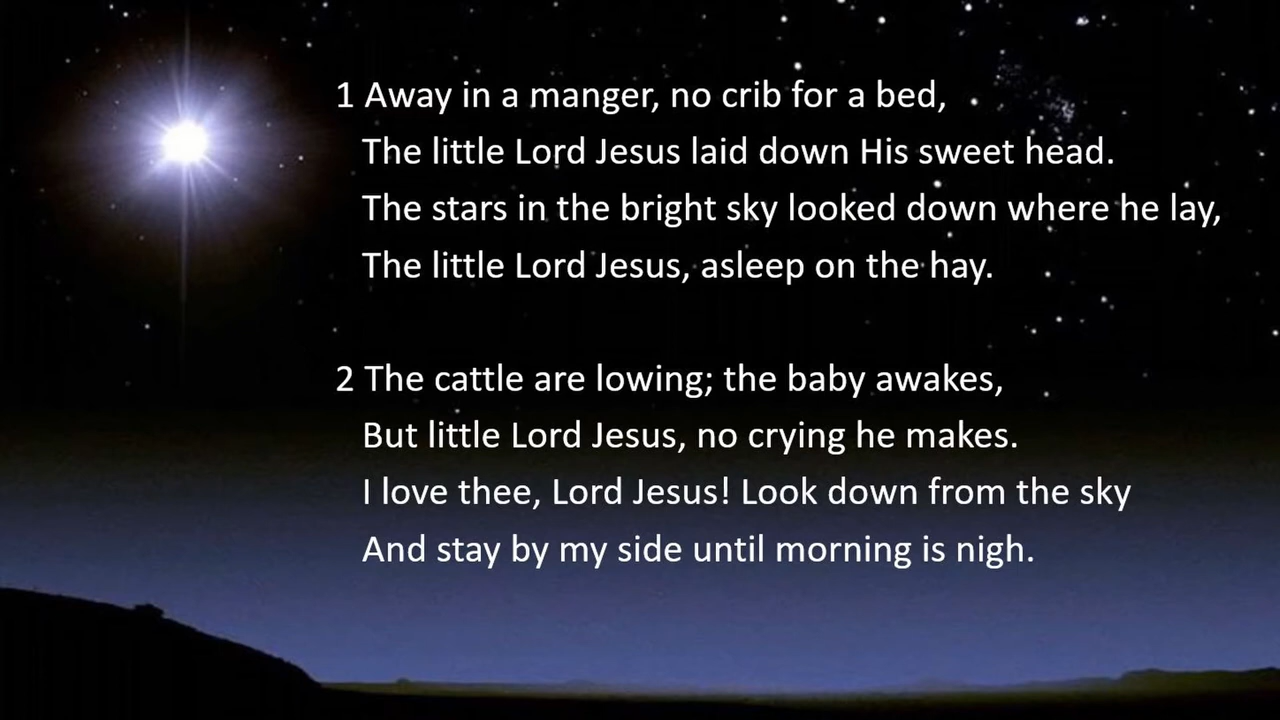 1 Away in a manger, no crib for a bed,
The little Lord Jesus laid down His sweet head.
The stars in the bright sky looked down where he lay,
The little Lord Jesus, asleep on the hay.
2 The cattle are lowing; the baby awakes,
But little Lord Jesus, no crying he makes.
I love thee, Lord Jesus! Look down from the sky
And stay by my side until morning is nigh.